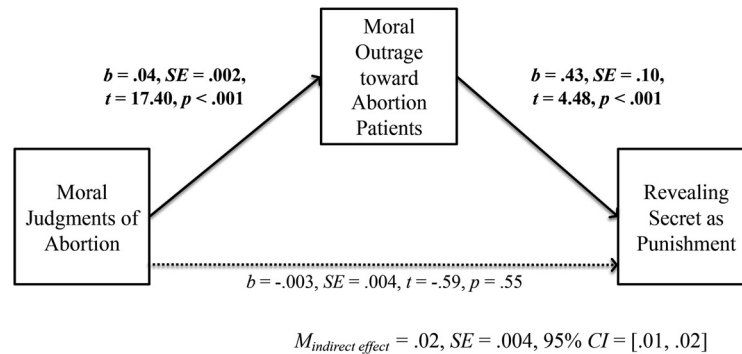 Moral
Outrage
toward
Abortion
Patients
b = .04, SE = .002,
t = 17.40, p < .001
b = .43, SE = .10,
t = 4.48, p < .001
Moral
Judgments of
Abortion
Revealing
Secret as
Punishment
b = -.003, SE = .004, t = -.59, p = .55
M indirect effect = .02, SE = .004, 95% CI = [.01, .02]